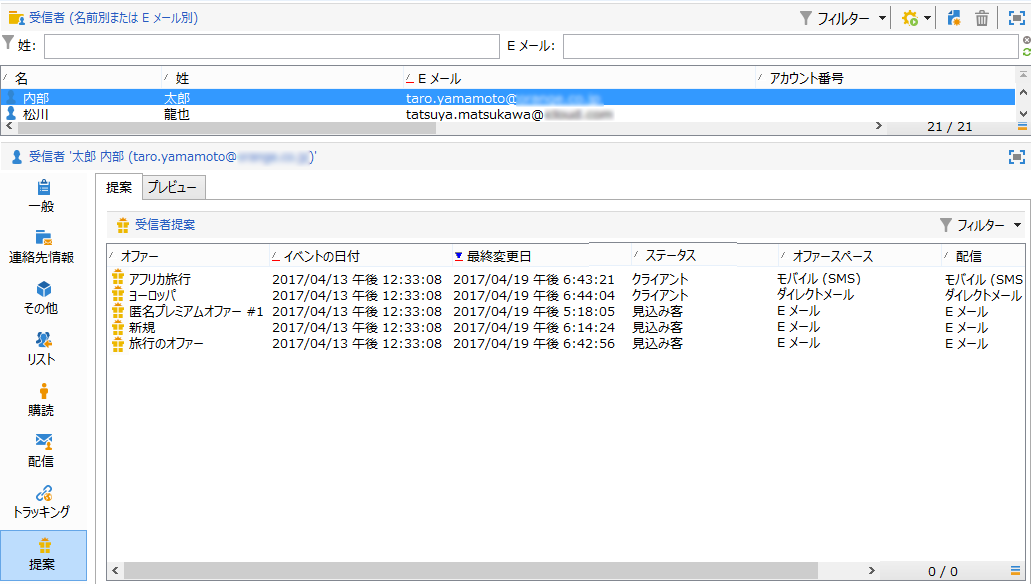 受信者 (名前別または E メール別)
フィルター
姓:
E メール:
名 姓 E メール アカウント番号
内部 太郎 taro.yamamoto@
松川 龍也 tatsuya.matsukawa@
21 / 21
受信者 '太郎 内部 (taro.yamamoto@ )'
一般
連絡先情報
その他
リスト
購読
配信
トラッキング
提案
提案 プレビュー
受信者提案
フィルター
オファー イベントの日付 最終変更日 ステータス オファースペース 配信
アフリカ旅行 2017/04/13 午後 12:33:08 2017/04/19 午後 6:43:21 クライアント モバイル (SMS) モバイル (SMS
ヨーロッパ 2017/04/13 午後 12:33:08 2017/04/19 午後 6:44:04 クライアント ダイレクトメール ダイレクトメール
匿名プレミアムオファー #1 2017/04/13 午後 12:33:08 2017/04/19 午後 5:18:05 見込み客 E メール E メール
新規 2017/04/13 午後 12:33:08 2017/04/19 午後 6:14:24 見込み客 E メール E メール
旅行のオファー 2017/04/13 午後 12:33:08 2017/04/19 午後 6:42:56 見込み客 E メール E メール
0 / 0